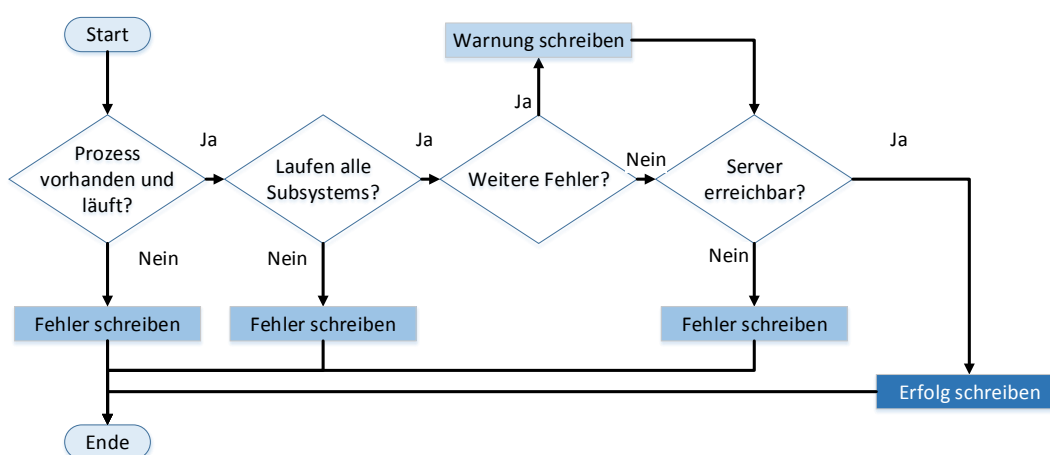 Start
Warnung schreiben
Ja
Ja
Ja
Ja
Prozess
vorhanden und
läuft?
Laufen alle
Subsystems?
Weitere Fehler?
Nein
Server
erreichbar?
Nein
Nein
Nein
Fehler schreiben
Fehler schreiben
Fehler schreiben
Erfolg schreiben
Ende